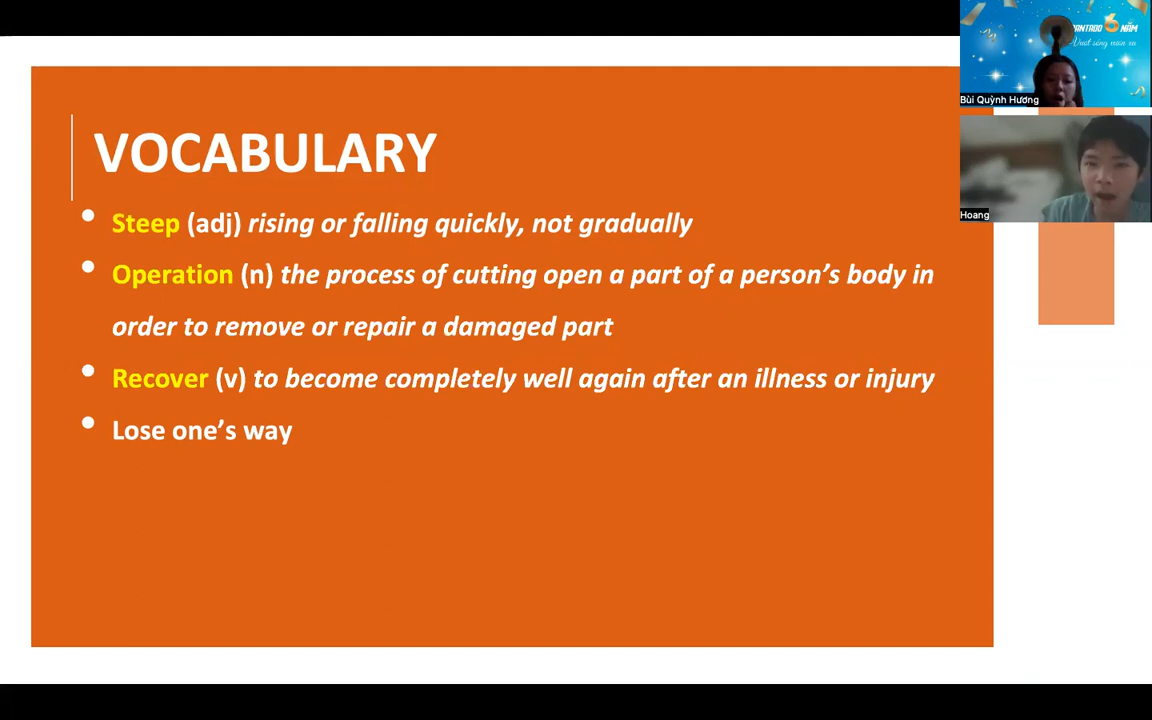 VOCABULARY
• Steep (adj) rising or falling quickly, not gradually
• Operation (n) the process of cutting open a part of a person's body in
order to remove or repair a damaged part
• Recover (v) to become completely well again after an illness or injury
• Lose one's way
6 NĂM
Bùi Quỳnh Hương
Hoang